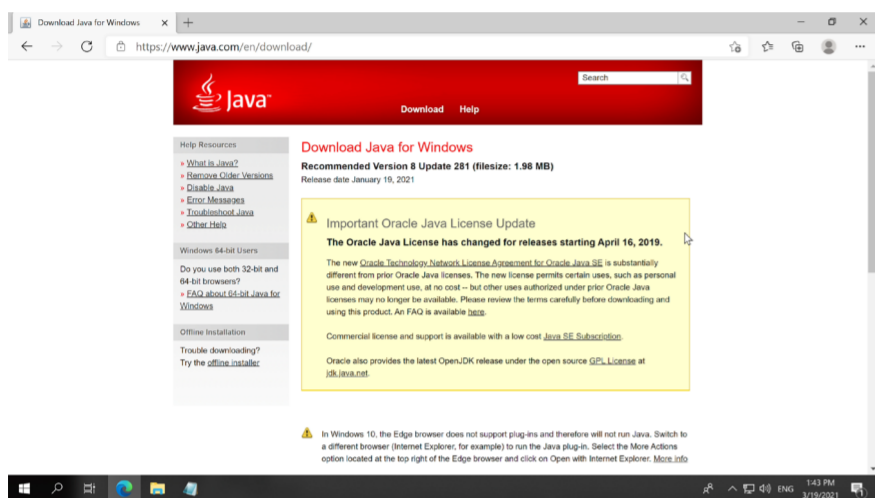 Download Java for Windows
https://www.java.com/en/download/
Java
Search
Download Help
Help Resources
» What is Java?
» Remove Older Versions
» Disable Java
» Error Messages
» Troubleshoot Java
» Other Help
Windows 64-bit Users
Do you use both 32-bit and
64-bit browsers?
» FAQ about 64-bit Java for
Windows
Offline Installation
Trouble downloading?
Try the offline installer
Download Java for Windows
Recommended Version 8 Update 281 (filesize: 1.98 MB)
Release date January 19, 2021
Important Oracle Java License Update
The Oracle Java License has changed for releases starting April 16, 2019.
The new Oracle Technology Network License Agreement for Oracle Java SE is substantially
different from prior Oracle Java licenses. The new license permits certain uses, such as personal
use and development use, at no cost -- but other uses authorized under prior Oracle Java
licenses may no longer be available. Please review the terms carefully before downloading and
using this product. An FAQ is available here.
Commercial license and support is available with a low cost Java SE Subscription.
Oracle also provides the latest OpenJDK release under the open source GPL License at
jdk.java.net.
In Windows 10, the Edge browser does not support plug-ins and therefore will not run Java. Switch to
a different browser (Internet Explorer, for example) to run the Java plug-in. Select the More Actions
option located at the top right of the Edge browser and click on Open with Internet Explorer. More info
ENG
1:43 PM
3/19/2021